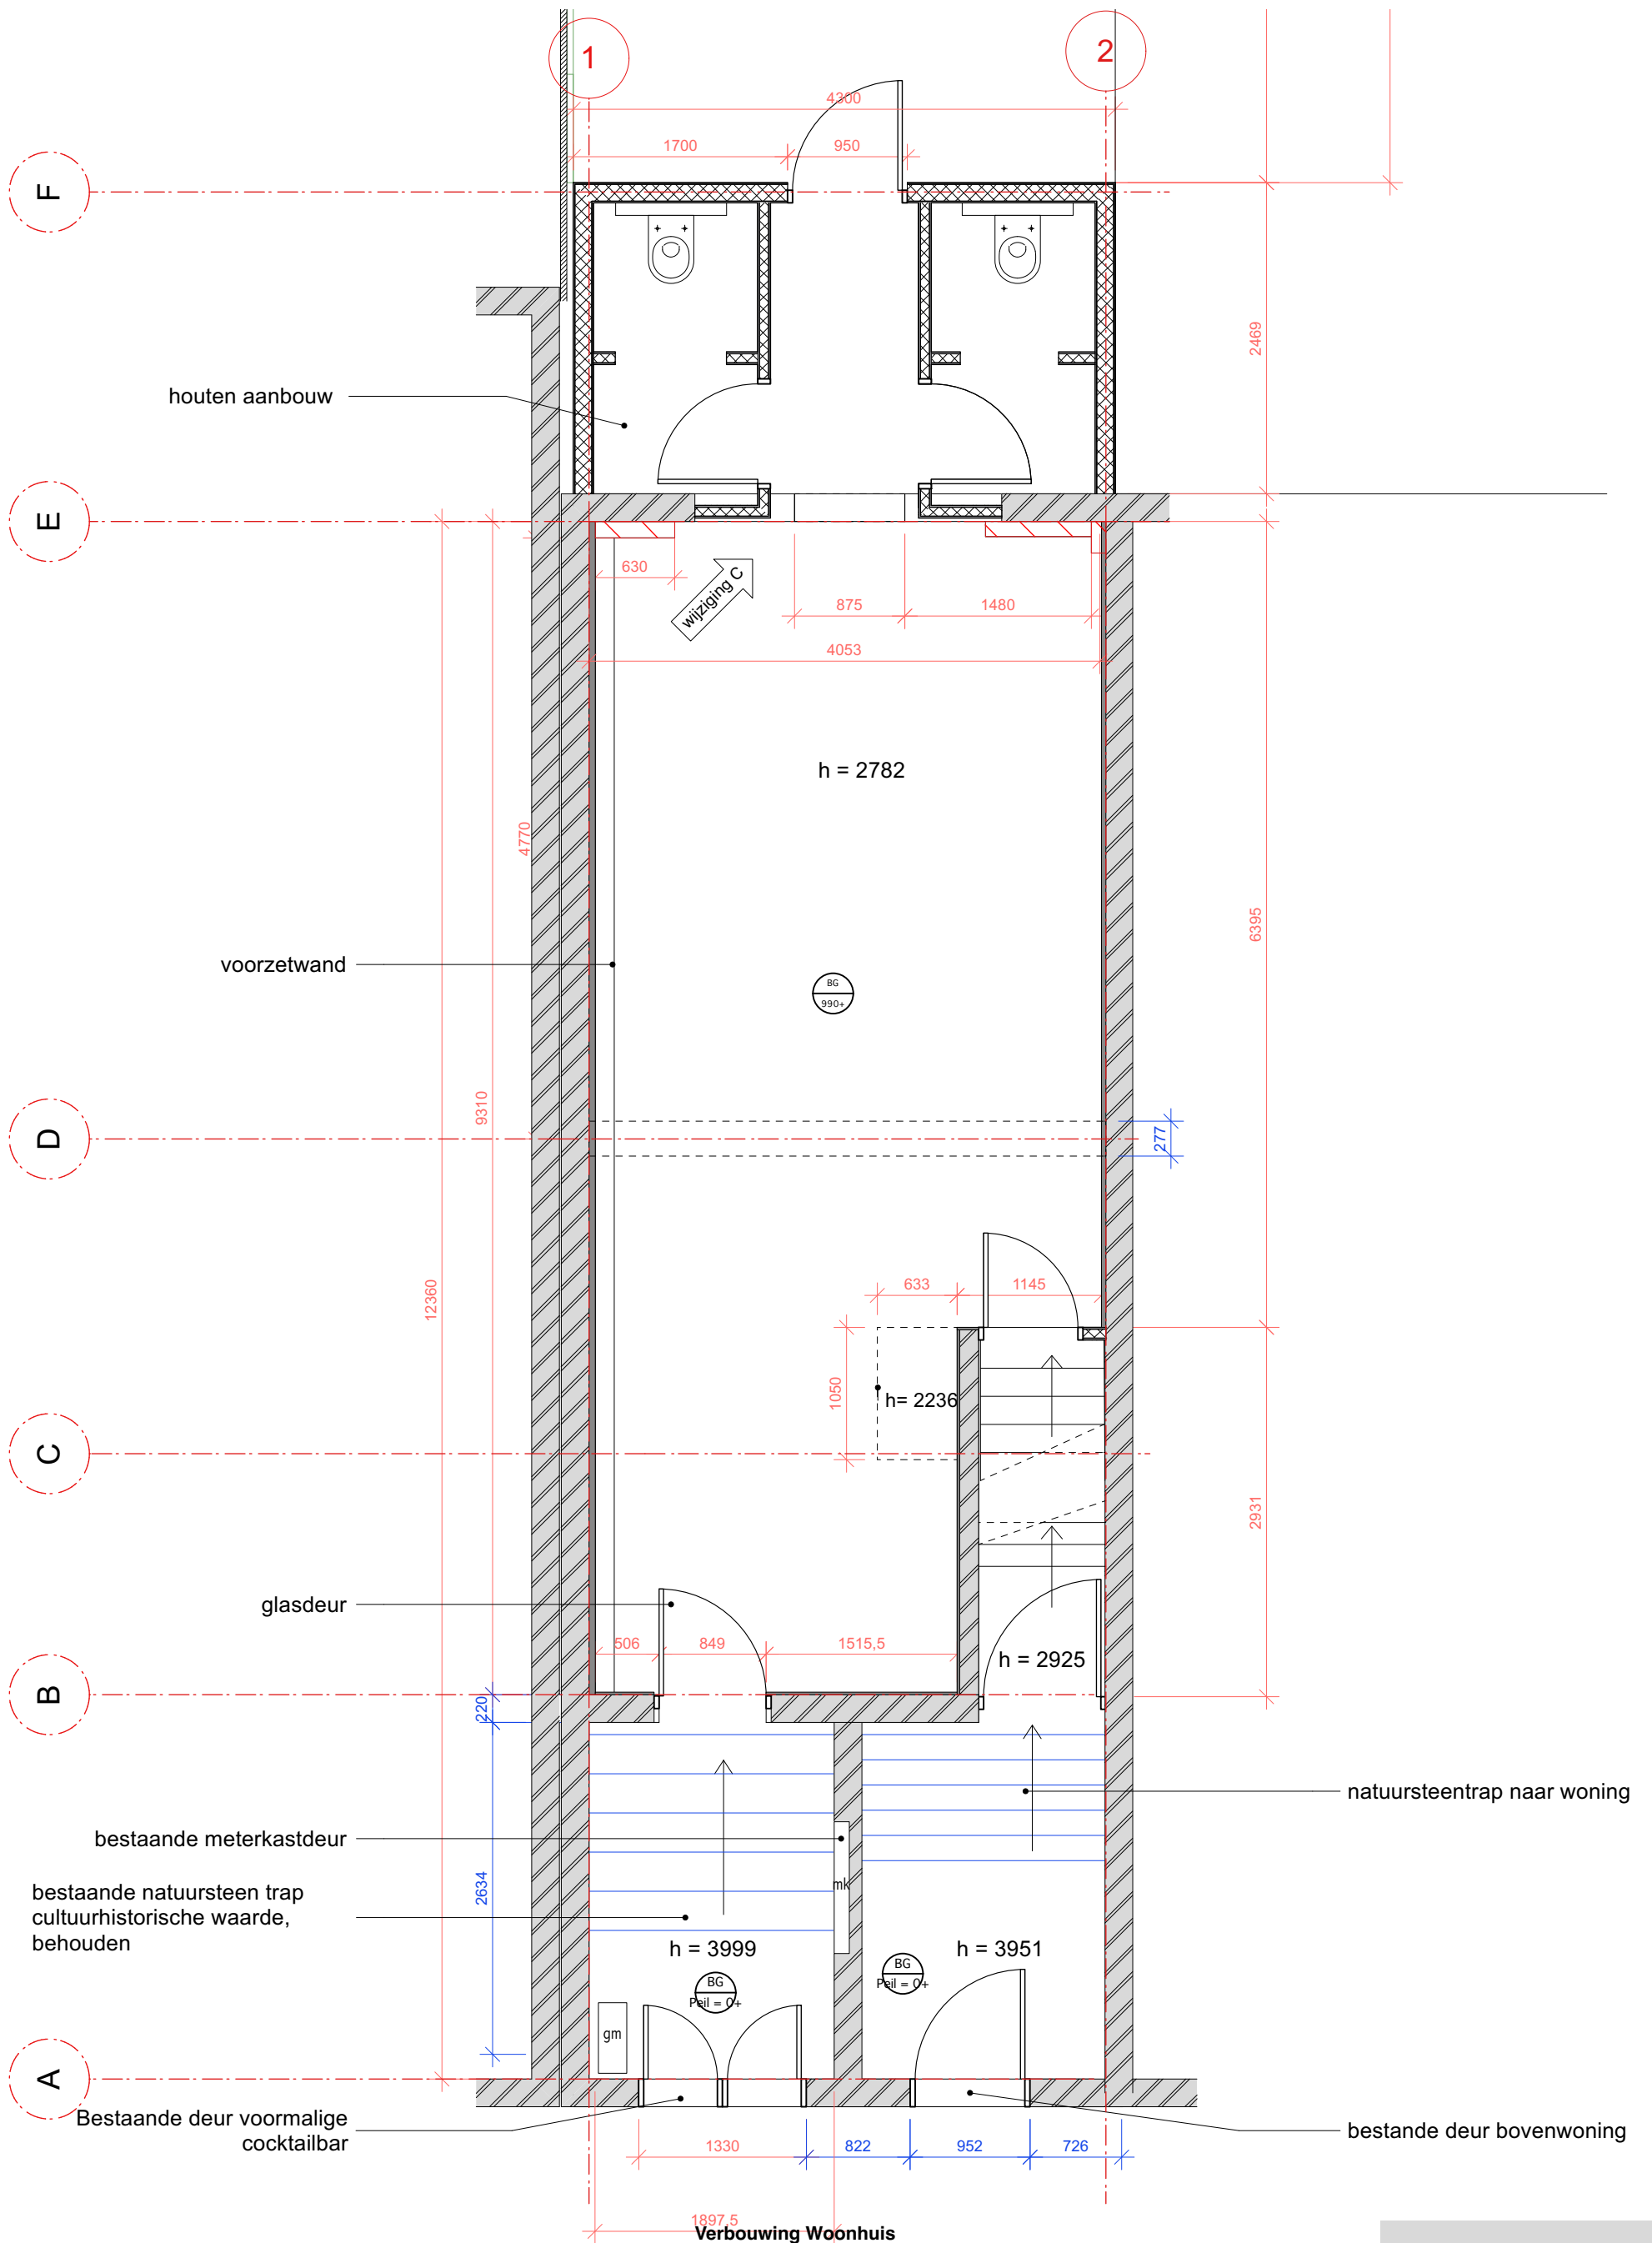 1
2
4300
1700
950
F
2469
houten aanbouw
E
630
wijziging C
875
1480
4053
h = 2782
4770
6395
voorzetwand
BG
990+
9310
D
277
12360
633
1145
1050
h= 2236
C
2931
glasdeur
506
849
1515,5
h = 2925
B
220
natuursteentrap naar woning
bestaande meterkastdeur
mk
2634
bestaande natuursteen trap
cultuurhistorische waarde,
behouden
h = 3999
h = 3951
BG
Peil = 0+
BG
Peil = 0+
gm
A
Bestaande deur voormalige
cocktailbar
bestande deur bovenwoning
1330
822
952
726
1897,5
Verbouwing Woonhuis